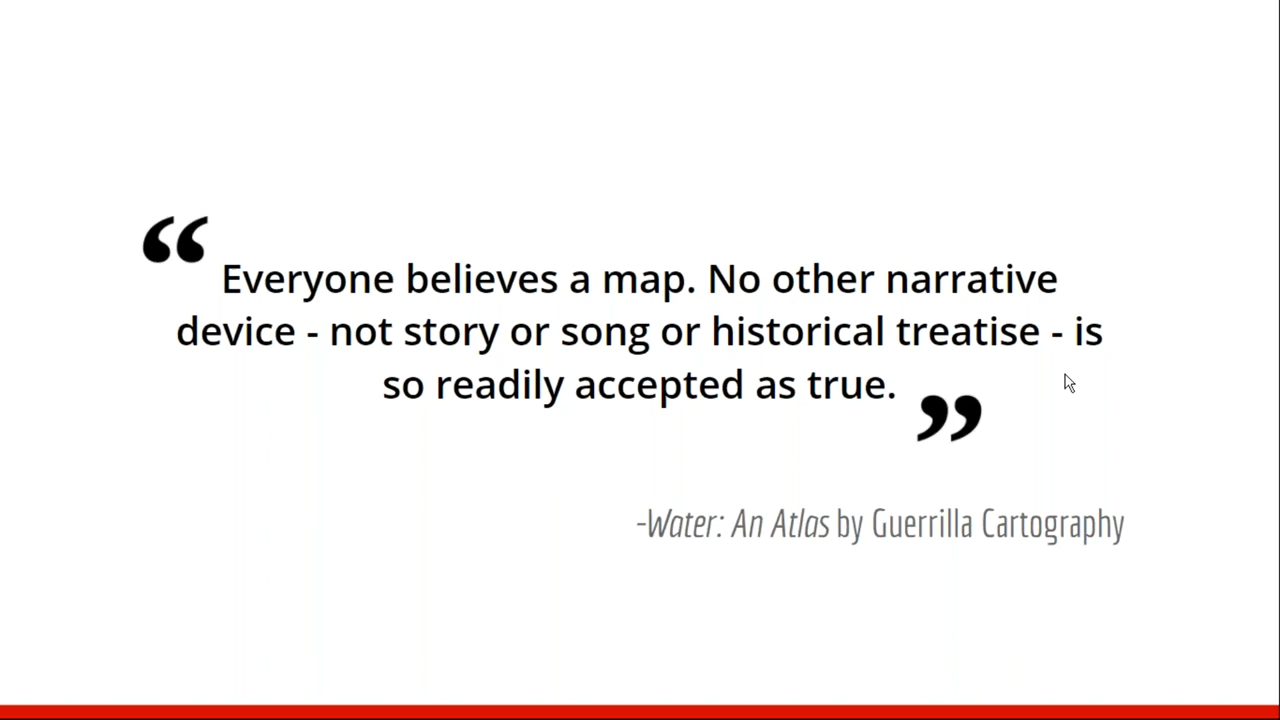 “Everyone believes a map. No other narrative
device - not story or song or historical treatise - is
so readily accepted as true.”
-Water: An Atlas by Guerrilla Cartography